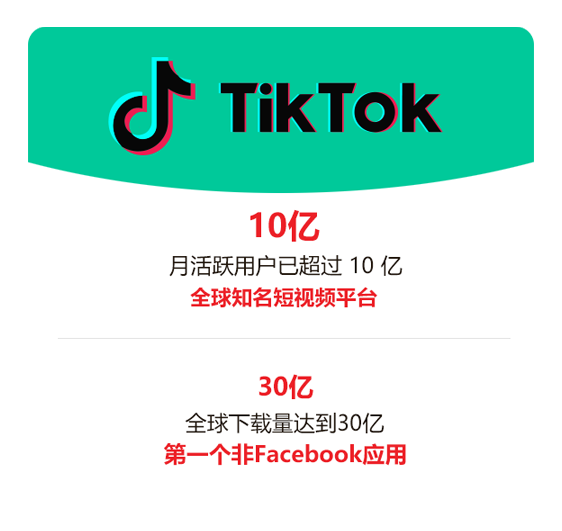 TikTok
10亿
月活跃用户已超过 10 亿
全球知名短视频平台
30亿
全球下载量达到30亿
第一个非Facebook应用